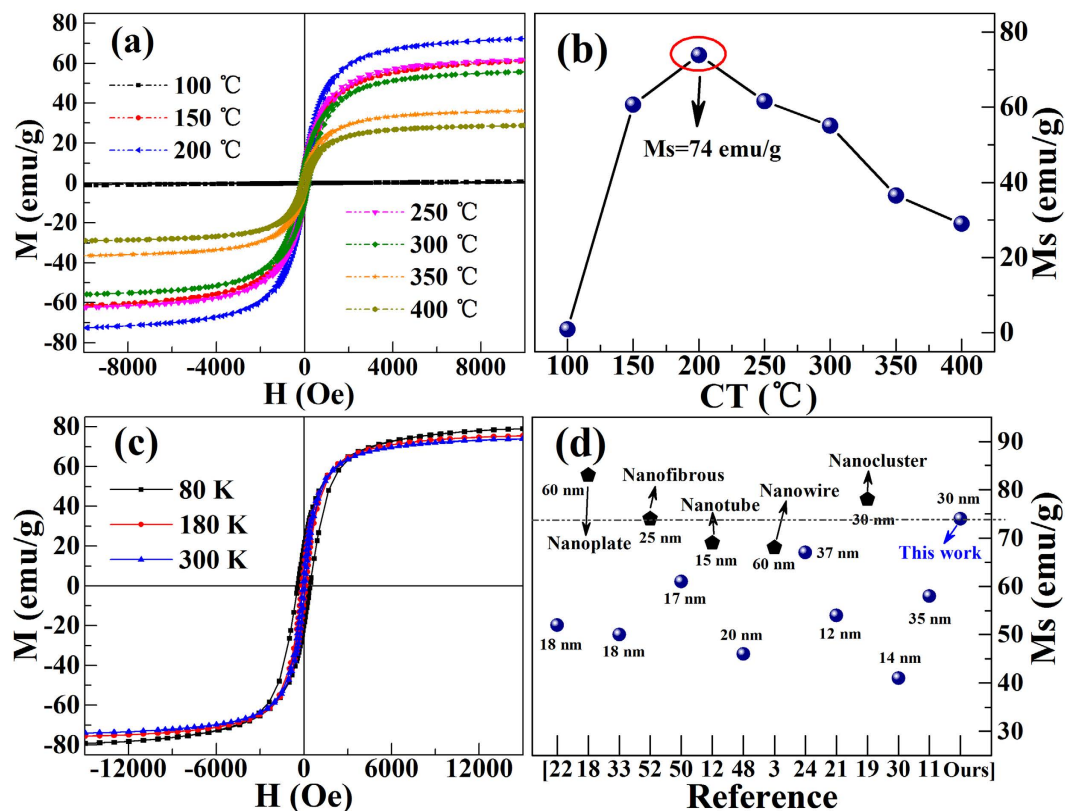 (a)
80
60
40
20
0
-20
-40
-60
-80
M (emu/g)
100 ℃
150 ℃
200 ℃
250 ℃
300 ℃
350 ℃
400 ℃
-8000 -4000 0 4000 8000
H (Oe)
(b)
Ms=74 emu/g
80
60
40
20
0
Ms (emu/g)
100 150 200 250 300 350 400
CT (℃)
(c)
80
60
40
20
0
-20
-40
-60
-80
M (emu/g)
80 K
180 K
300 K
-12000 -6000 0 6000 12000
H (Oe)
(d)
Nanocluster
Nanofibrous
Nanowire
60 nm
30 nm
30 nm
Nanotube
25 nm
Nanoplate
15 nm
60 nm
37 nm
This work
17 nm
18 nm
18 nm
20 nm
12 nm
35 nm
14 nm
90
80
70
60
50
40
30
Ms (emu/g)
[22 18 33 52 50 12 48 3 24 21 19 30 11 Ours]
Reference